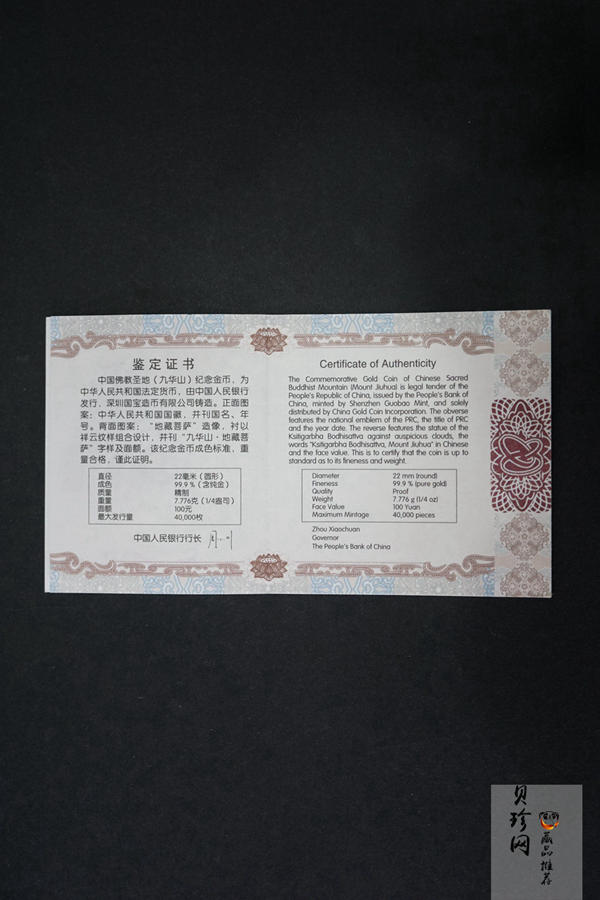 鉴定证书
中国佛教圣地（九华山）纪念金币，为
中华人民共和国法定货币，由中国人民银行
发行，深圳国宝造币有限公司铸造。正面图
案：中华人民共和国国徽，并刊国名、年
号。背面图案：“地藏菩萨”造像，衬以
祥云纹样组合设计，并刊“九华山·地藏菩
萨”字样及面额。该纪念金币成色标准，重
量合格，谨此证明。
直径 22毫米（圆形）
成色 99.9％（含纯金）
质量 精制
重量 7.776克（1/4盎司）
面额 100元
最大发行量 40,000枚
中国人民银行行长
Certificate of Authenticity
The Commemorative Gold Coin of Chinese Sacred
Buddhist Mountain (Mount Jiuhua) is legal tender of the
People's Republic of China, issued by the People's Bank of
China, minted by Shenzhen Guobao Mint, and solely
distributed by China Gold Coin Incorporation. The obverse
features the national emblem of the PRC, the title of PRC
and the year date. The reverse features the statue of the
Ksitigarbha Bodhisattva against auspicious clouds, the
words "Ksitigarbha Bodhisattva, Mount Jiuhua" in Chinese
and the face value. This is to certify that the coin is up to
standard as to its fineness and weight.
Diameter 22 mm (round)
Fineness 99.9 % (pure gold)
Quality Proof
Weight 7.776 g (1/4 oz)
Face Value 100 Yuan
Maximum Mintage 40,000 pieces
Zhou Xiaochuan
Governor
The People's Bank of China
贝珍网
藏品推荐